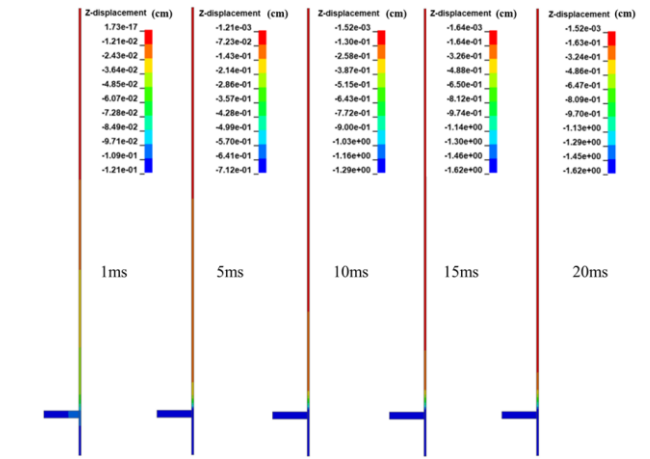 Z-displacement (cm)
1.73e-17
-1.21e-02
-2.43e-02
-3.64e-02
-4.85e-02
-6.07e-02
-7.28e-02
-8.49e-02
-9.71e-02
-1.09e-01
-1.21e-01
1ms
Z-displacement (cm)
-1.21e-03
-7.23e-02
-1.43e-01
-2.14e-01
-2.86e-01
-3.57e-01
-4.28e-01
-4.99e-01
-5.70e-01
-6.41e-01
-7.12e-01
5ms
Z-displacement (cm)
-1.52e-03
-1.30e-01
-2.58e-01
-3.87e-01
-5.15e-01
-6.43e-01
-7.72e-01
-9.00e-01
-1.03e+00
-1.16e+00
-1.29e+00
10ms
Z-displacement (cm)
-1.64e-03
-1.64e-01
-3.26e-01
-4.88e-01
-6.50e-01
-8.12e-01
-9.74e-01
-1.14e+00
-1.30e+00
-1.46e+00
-1.62e+00
15ms
Z-displacement (cm)
-1.52e-03
-1.63e-01
-3.24e-01
-4.86e-01
-6.47e-01
-8.09e-01
-9.70e-01
-1.13e+00
-1.29e+00
-1.45e+00
-1.62e+00
20ms